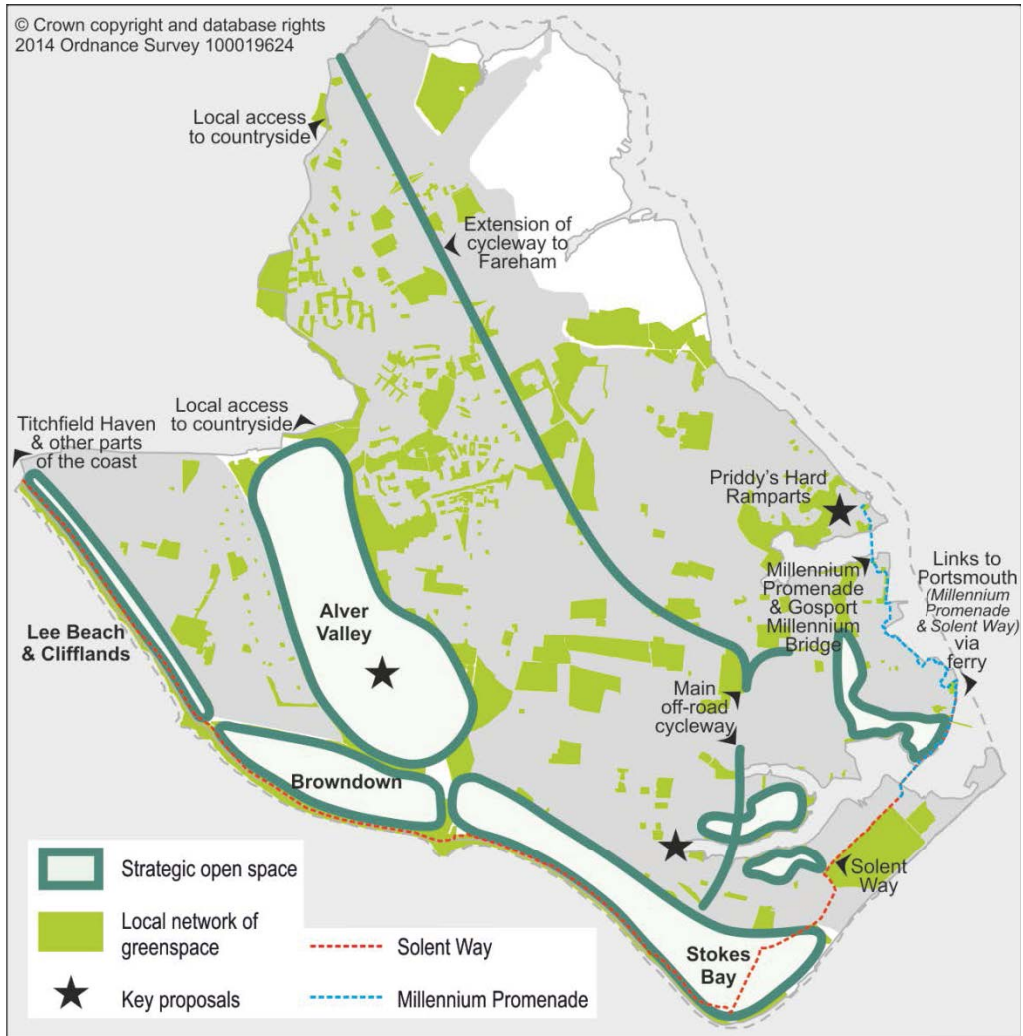 © Crown copyright and database rights
2014 Ordnance Survey 100019624
Local access
to countryside
Extension of
cycleway to
Fareham
Local access
to countryside
Titchfield Haven
& other parts
of the coast
Priddy's Hard
Ramparts
Millennium
Promenade
& Gosport
Millennium
Bridge
Links to
Portsmouth
(Millennium
Promenade
& Solent Way)
via
ferry
Lee Beach
& Clifflands
Alver
Valley
Main
off-road
cycleway
Browndown
Solent
Way
Stokes
Bay
Strategic open space
Local network of
greenspace
Key proposals
Solent Way
Millennium Promenade